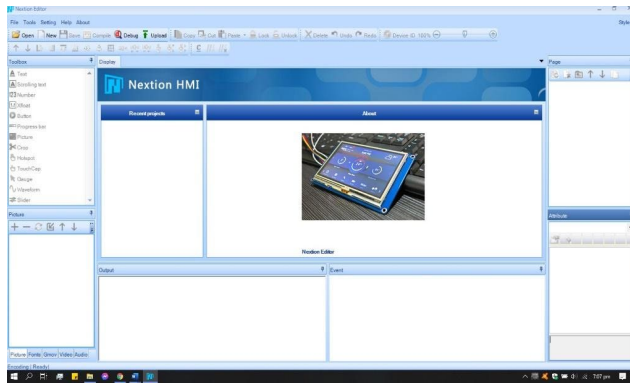 Nextion Editor
File Tools Setting Help About
Style
Open New Save Compile Debug Upload Copy Cut Paste Lock Unlock Delete Undo Redo Device ID 100%
Toolbox
Display
Page
Text
Scrolling text
Number
Xfloat
Button
Progress bar
Picture
Crop
Hotspot
TouchCap
Gauge
Waveform
Slider
Nextion HMI
Recent projects
About
Nextion Editor
Picture
Attribute
Output
Event
Picture Fonts Gmov Video Audio
Encoding Ready!
7:07 pm